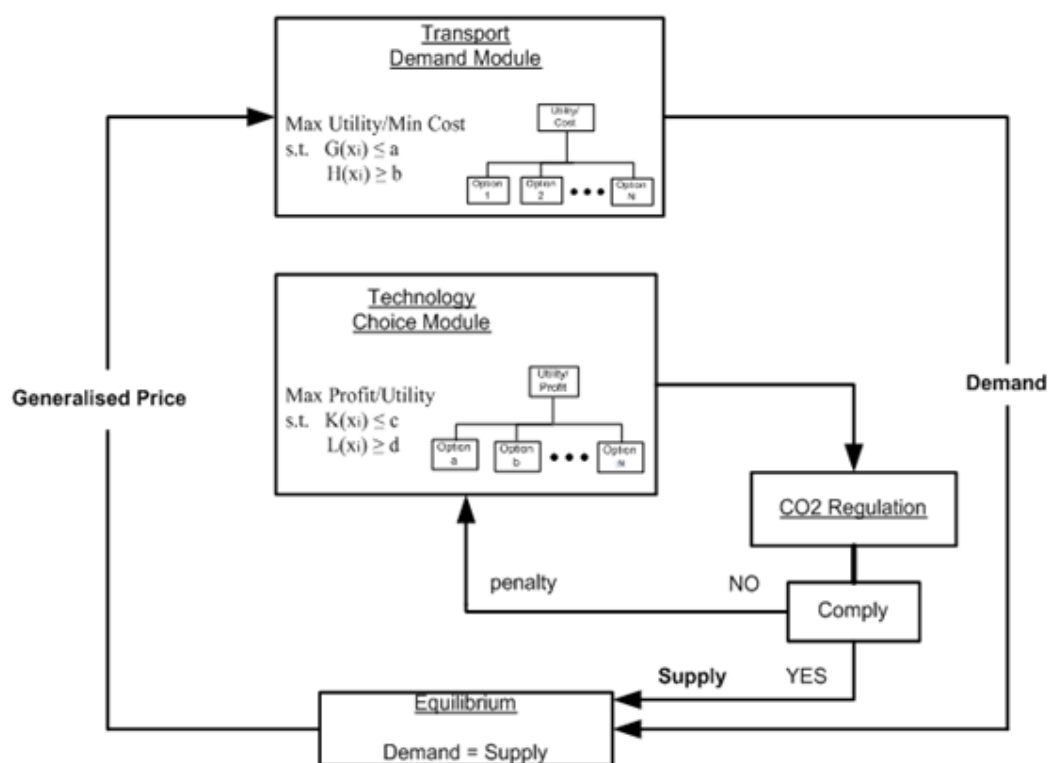 Transport
Demand Module
Max Utility/Min Cost
s.t. G(xi) ≤ a
H(xi) ≥ b
Utility/
Cost
Option
1
Option
2
Option
N
Technology
Choice Module
Max Profit/Utility
s.t. K(xi) ≤ c
L(xi) ≥ d
Utility/
Profit
Option
a
Option
b
Option
N
Generalised Price
Demand
CO2 Regulation
penalty
NO
Comply
Supply
YES
Equilibrium
Demand = Supply